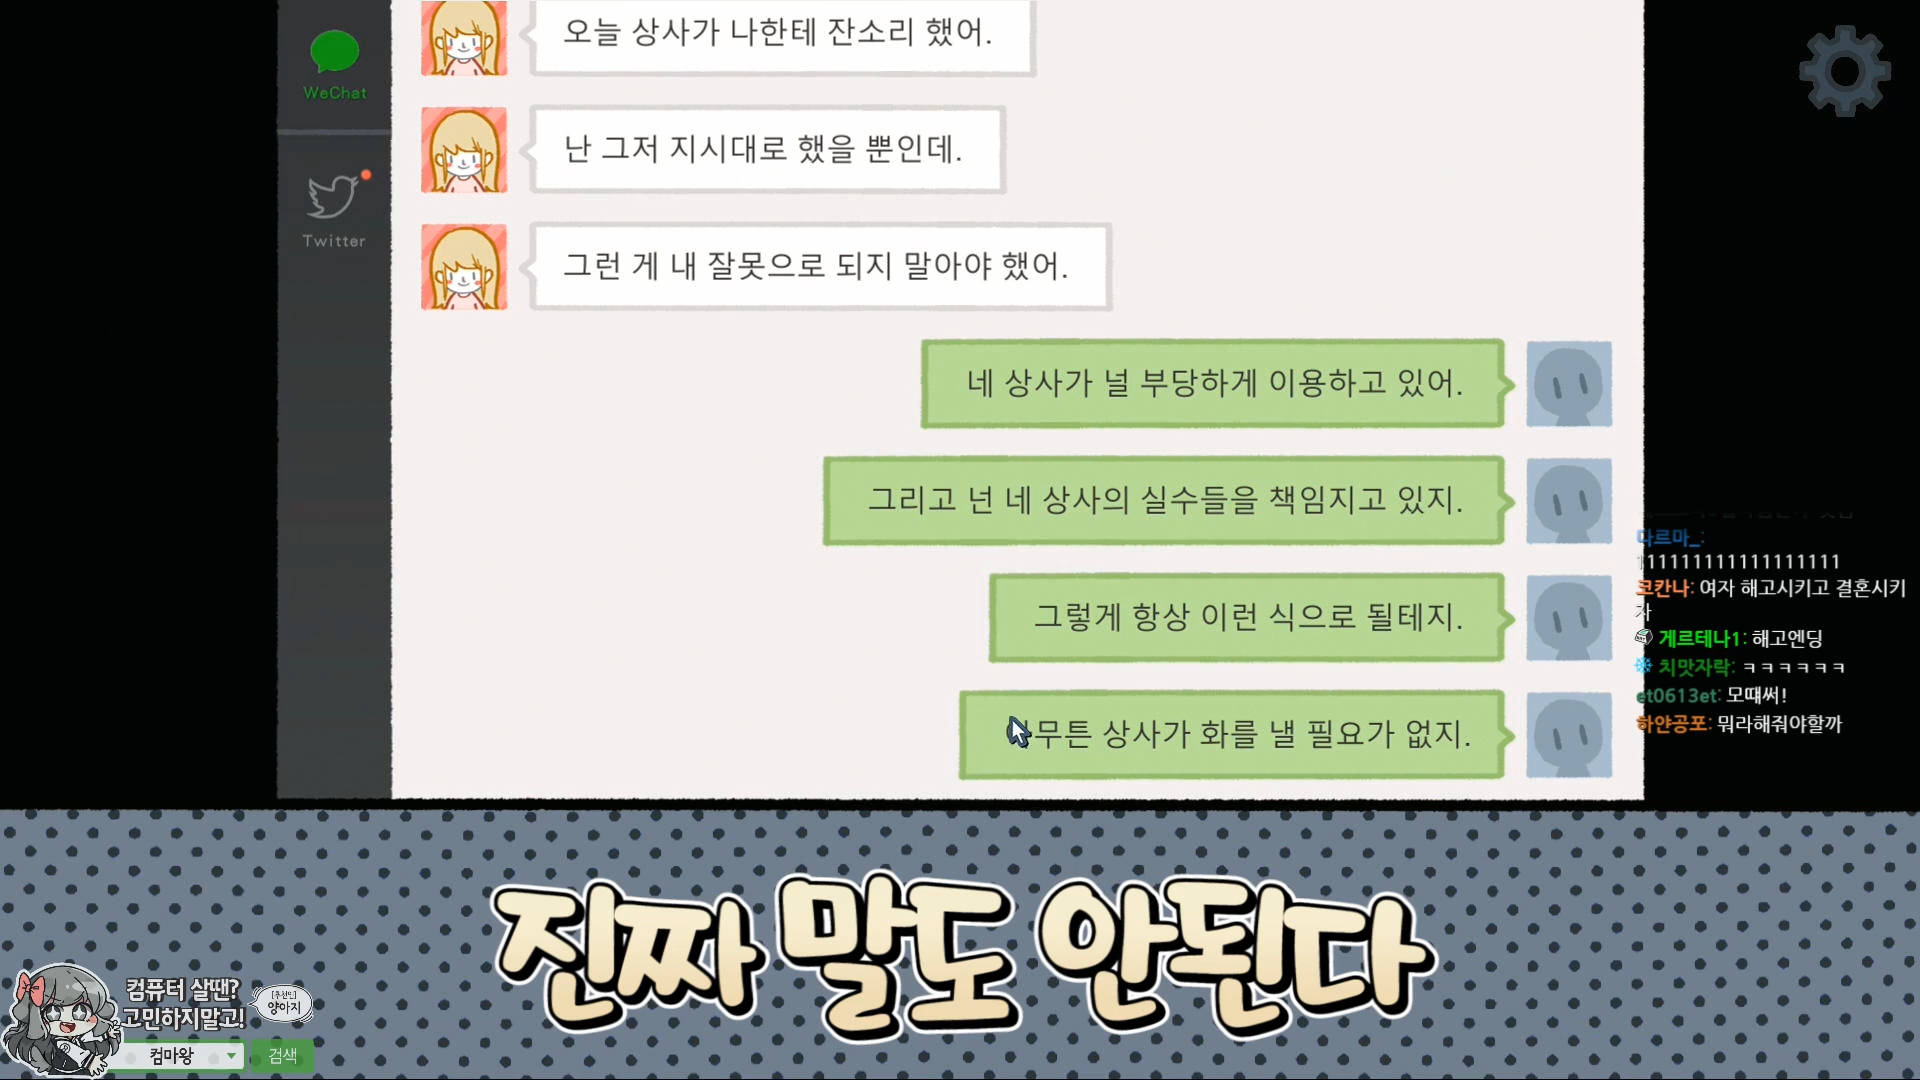 WeChat
Twitter
오늘 상사가 나한테 잔소리 했어.
난 그저 지시대로 했을 뿐인데.
그런 게 내 잘못으로 되지 말아야 했어.
네 상사가 널 부당하게 이용하고 있어.
그리고 넌 네 상사의 실수들을 책임지고 있지.
그렇게 항상 이런 식으로 될테지.
상사가 화를 낼 필요가 없지.
다르마_:
11111111111111111
코칸나: 여자 해고시키고 결혼시키
자
게르테나1: 해고엔딩
치맛자락: ㅋㅋㅋㅋㅋㅋ
et0613et: 모떄써!
하얀공포: 뭐라해줘야할까
진짜 말도 안된다
컴퓨터 살땐?
고민하지말고!
[추천인]
양아지
컴마왕
검색